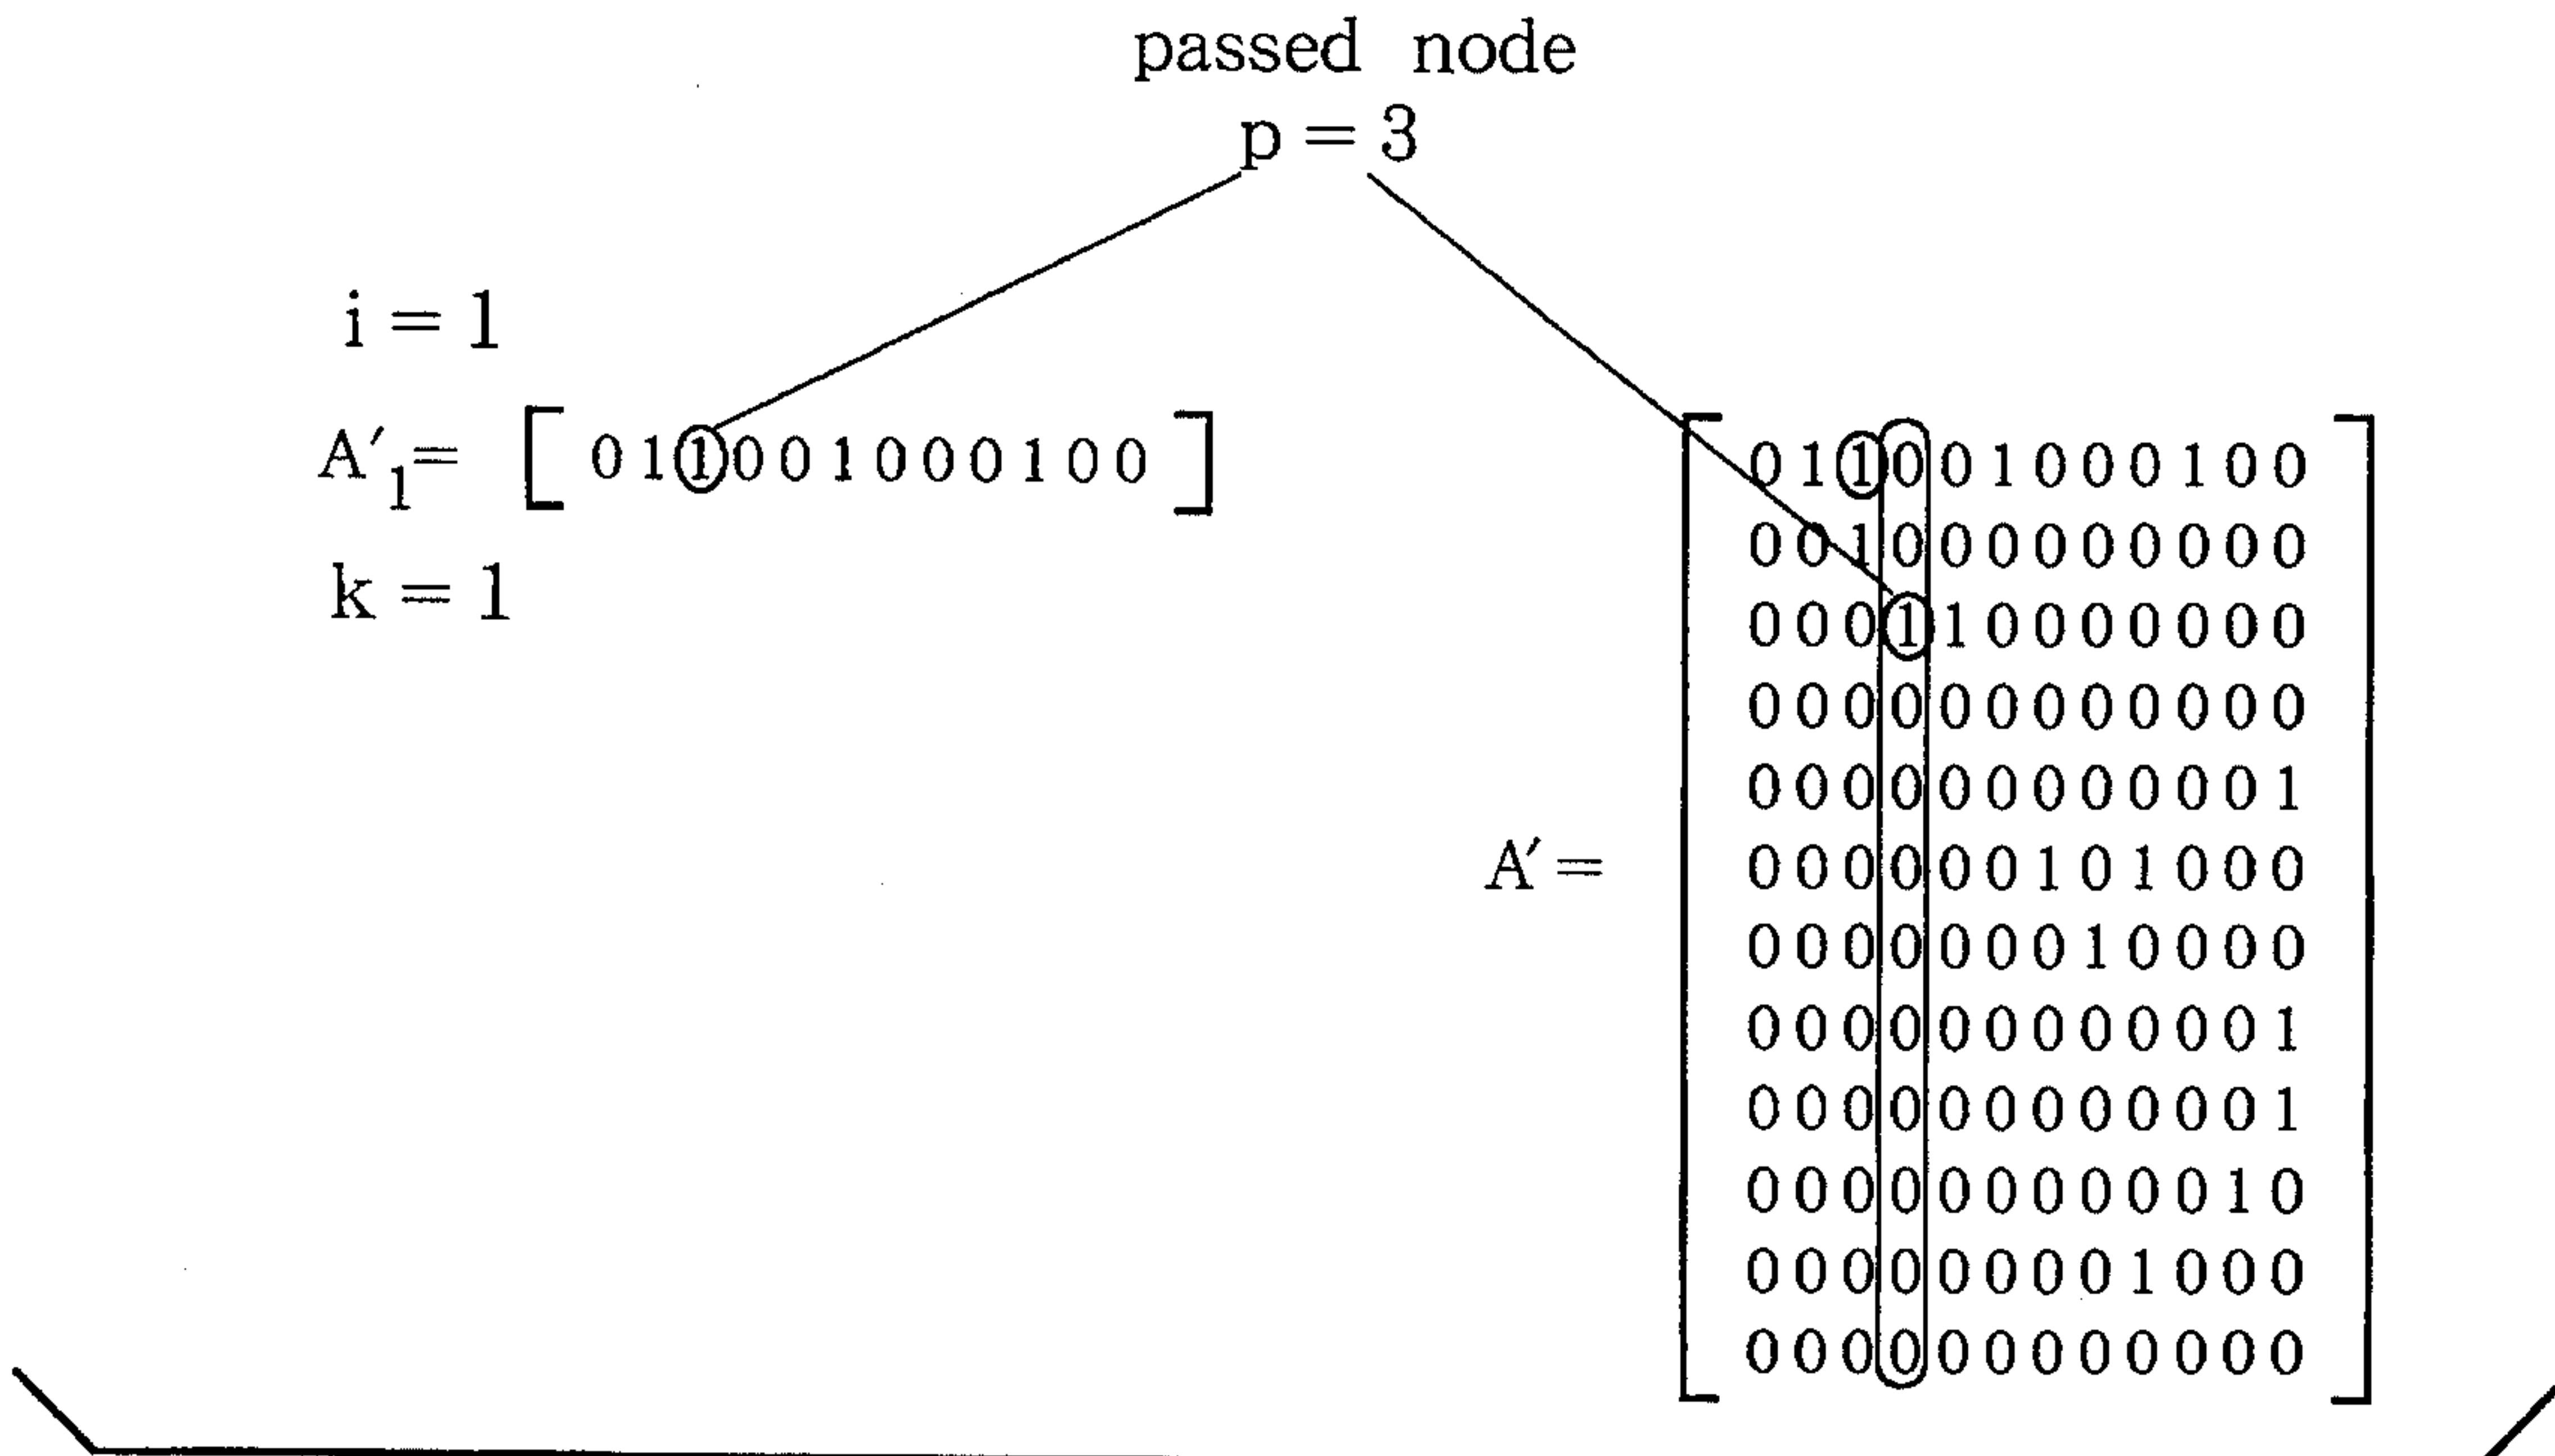 passed node
p = 3
i = 1
A′1= [ 0 1 1 0 0 1 0 0 0 1 0 0 ]
k = 1
A′ =
0 1 1 0 0 1 0 0 0 1 0 0
0 0 1 0 0 0 0 0 0 0 0 0
0 0 0 1 1 0 0 0 0 0 0 0
0 0 0 0 0 0 0 0 0 0 0 0
0 0 0 0 0 0 0 0 0 0 0 1
0 0 0 0 0 0 1 0 1 0 0 0
0 0 0 0 0 0 0 1 0 0 0 0
0 0 0 0 0 0 0 0 0 0 0 1
0 0 0 0 0 0 0 0 0 0 0 1
0 0 0 0 0 0 0 0 0 0 1 0
0 0 0 0 0 0 0 0 1 0 0 0
0 0 0 0 0 0 0 0 0 0 0 0